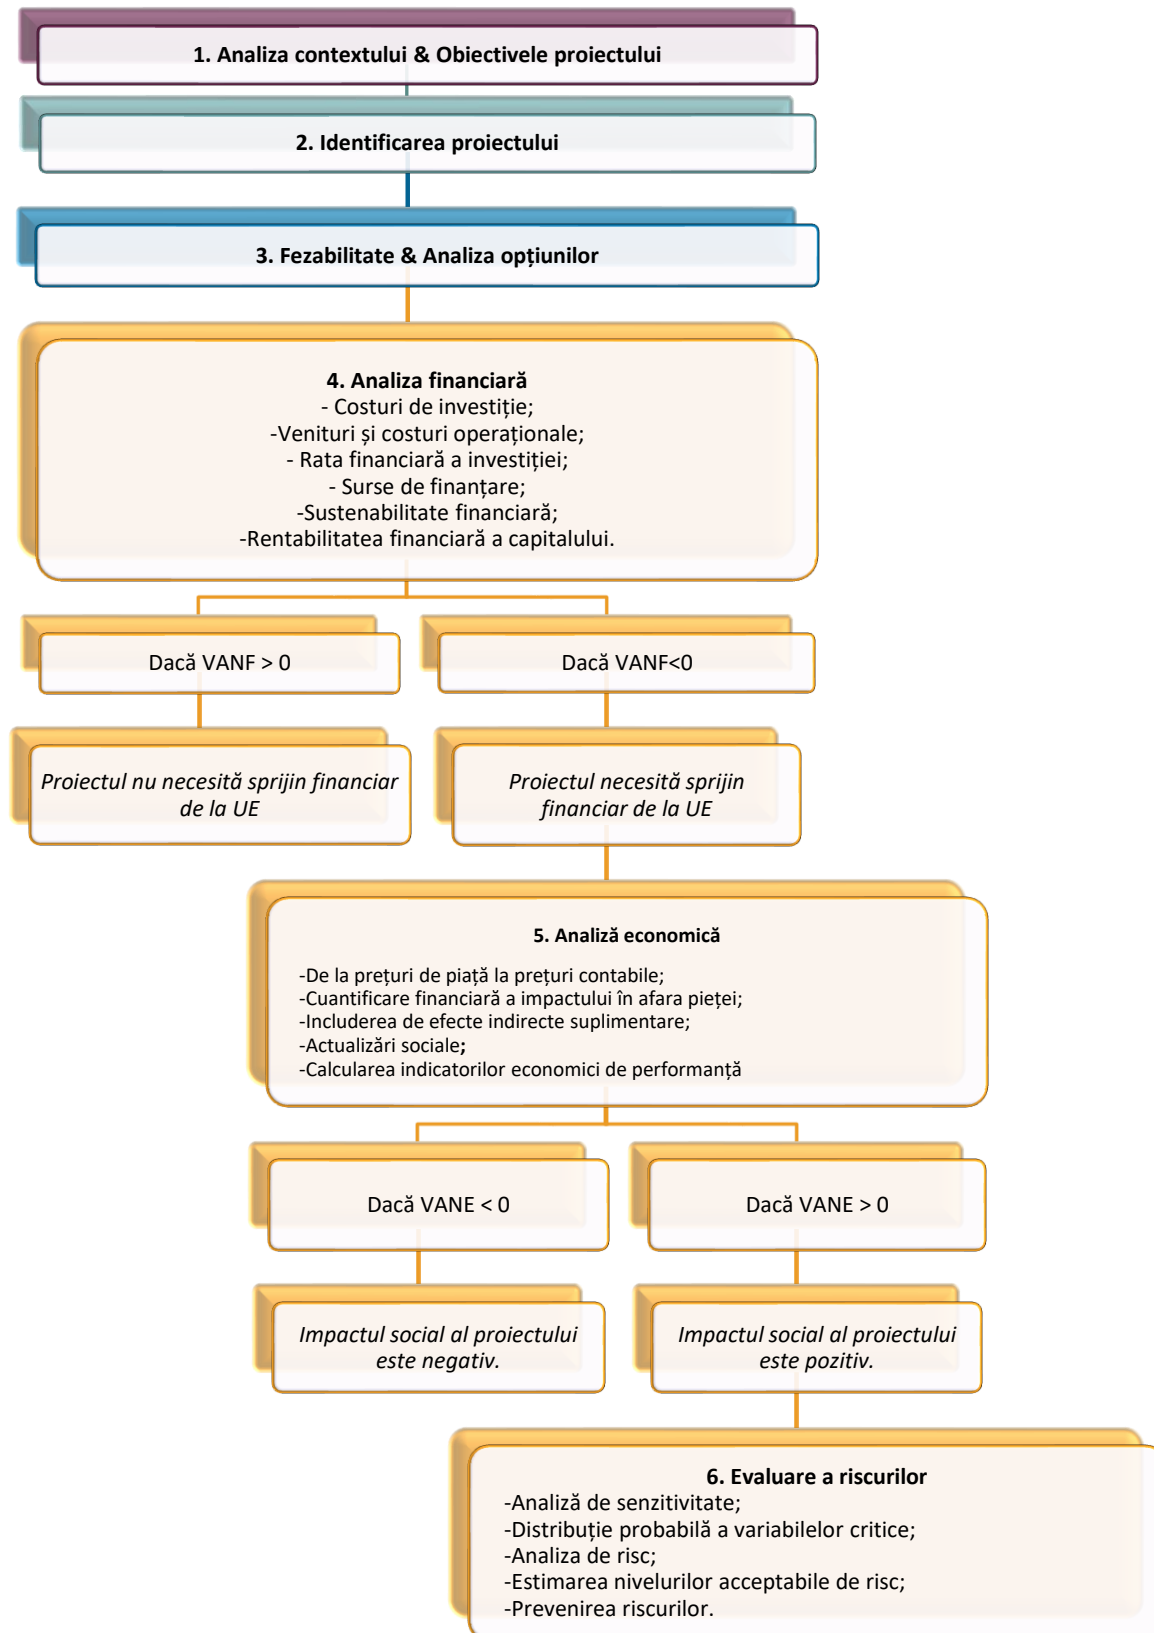 1. Analiza contextului & Obiectivele proiectului
2. Identificarea proiectului
3. Fezabilitate & Analiza opțiunilor
4. Analiza financiară
- Costuri de investiție;
-Venituri și costuri operaționale;
- Rata financiară a investiției;
- Surse de finanțare;
-Sustenabilitate financiară;
-Rentabilitatea financiară a capitalului.
Dacă VANF > 0
Dacă VANF<0
Proiectul nu necesită sprijin financiar
de la UE
Proiectul necesită sprijin
financiar de la UE
5. Analiză economică
-De la prețuri de piață la prețuri contabile;
-Cuantificare financiară a impactului în afara pieței;
-Includerea de efecte indirecte suplimentare;
-Actualizări sociale;
-Calcularea indicatorilor economici de performanță
Dacă VANE < 0
Dacă VANE > 0
Impactul social al proiectului
este negativ.
Impactul social al proiectului
este pozitiv.
6. Evaluare a riscurilor
-Analiză de senzitivitate;
-Distribuție probabilă a variabilelor critice;
-Analiza de risc;
-Estimarea nivelurilor acceptabile de risc;
-Prevenirea riscurilor.